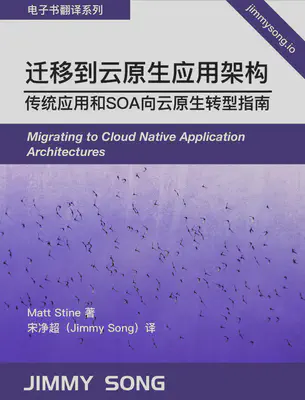 电子书翻译系列
jimmysong.io
迁移到云原生应用架构
传统应用和SOA向云原生转型指南
Migrating to Cloud Native Application
Architectures
Matt Stine 著
宋净超（Jimmy Song）译
JIMMY SONG